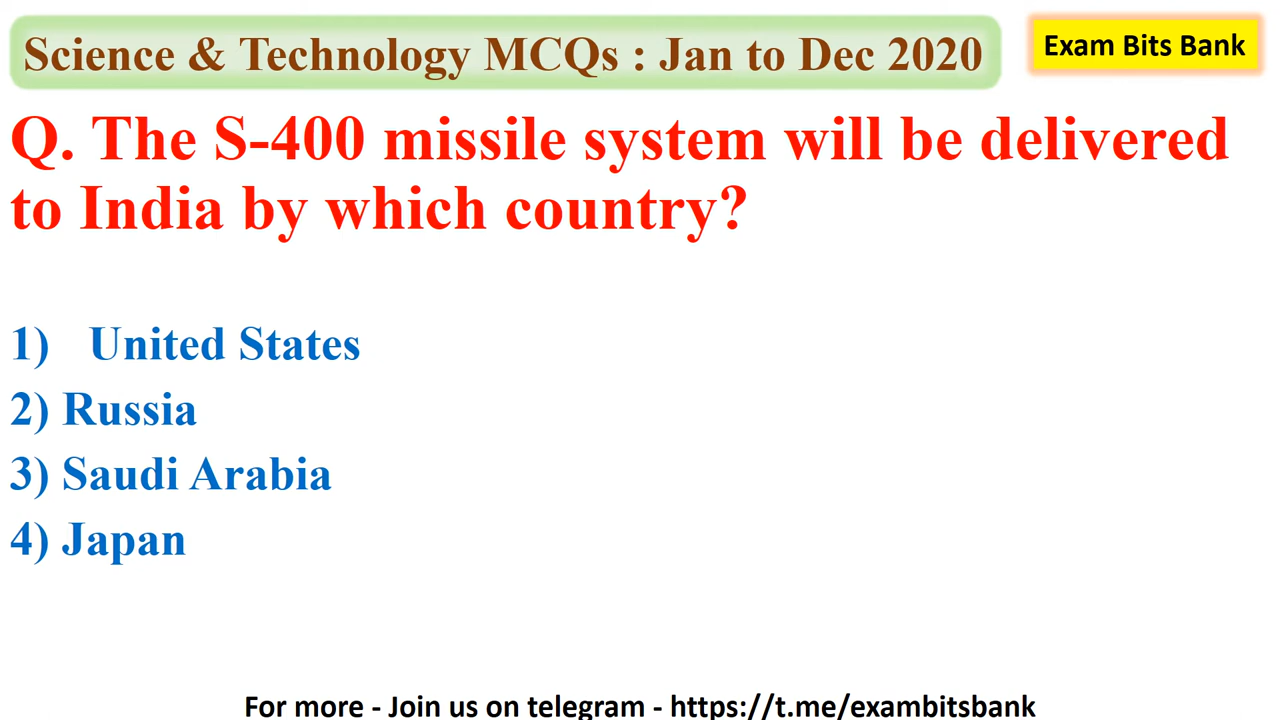 Science & Technology MCQs : Jan to Dec 2020
Exam Bits Bank
Q. The S-400 missile system will be delivered
to India by which country?
1) United States
2) Russia
3) Saudi Arabia
4) Japan
For more - Join us on telegram - https://t.me/exambitsbank